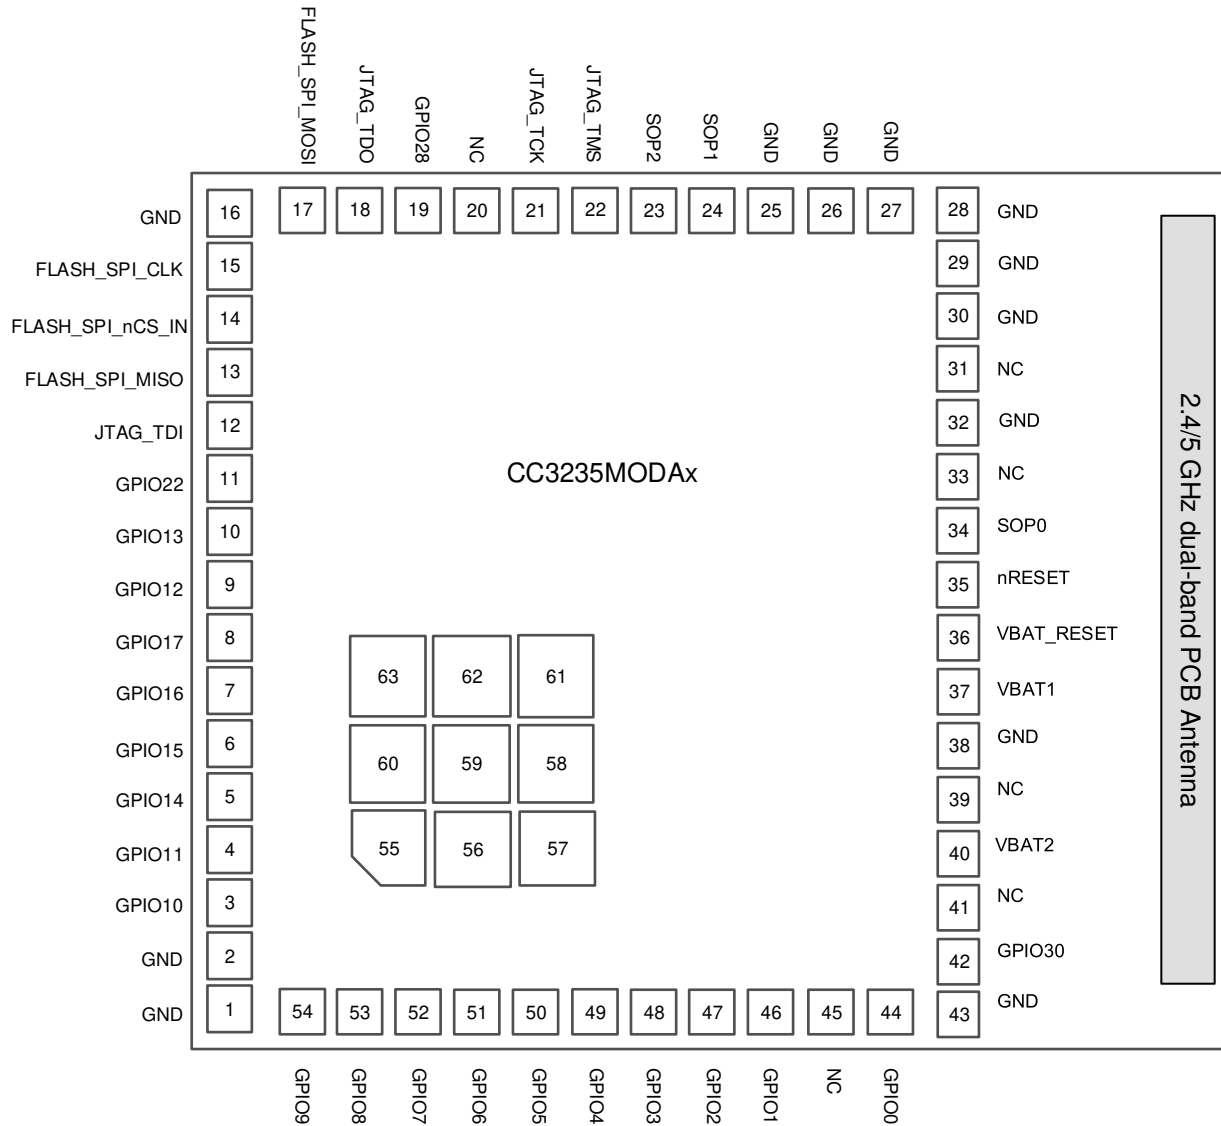 FLASH_SPI_MOSI
JTAG_TDO
GPIO28
NC
JTAG_TCK
JTAG_TMS
SOP2
SOP1
GND
GND
GND
17
18
19
20
21
22
23
24
25
26
27
GND
16
FLASH_SPI_CLK
15
FLASH_SPI_nCS_IN
14
FLASH_SPI_MISO
13
JTAG_TDI
12
GPIO22
11
GPIO13
10
GPIO12
9
GPIO17
8
GPIO16
7
GPIO15
6
GPIO14
5
GPIO11
4
GPIO10
3
GND
2
GND
1
CC3235MODAx
63
62
61
60
59
58
55
56
57
28
GND
29
GND
30
GND
31
NC
32
GND
33
NC
34
SOP0
35
nRESET
36
VBAT_RESET
37
VBAT1
38
GND
39
NC
40
VBAT2
41
NC
42
GPIO30
43
GND
2.4/5 GHz dual-band PCB Antenna
54
53
52
51
50
49
48
47
46
45
44
GPIO9
GPIO8
GPIO7
GPIO6
GPIO5
GPIO4
GPIO3
GPIO2
GPIO1
NC
GPIO0